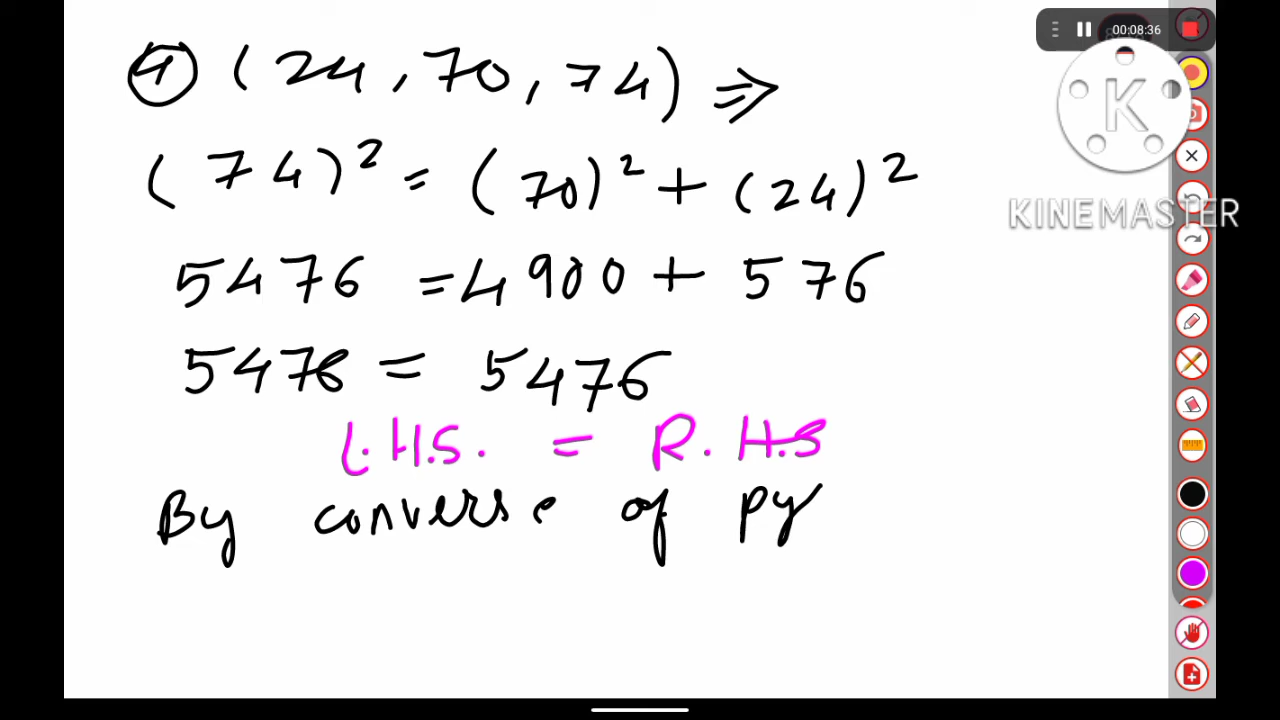 00:08:36
K
KINEMASTER
④ (24, 70, 74) ⇒
(74)² = (70)² + (24)²
5476 = 4900 + 576
5476 = 5476
L.H.S. = R.H.S
By converse of py